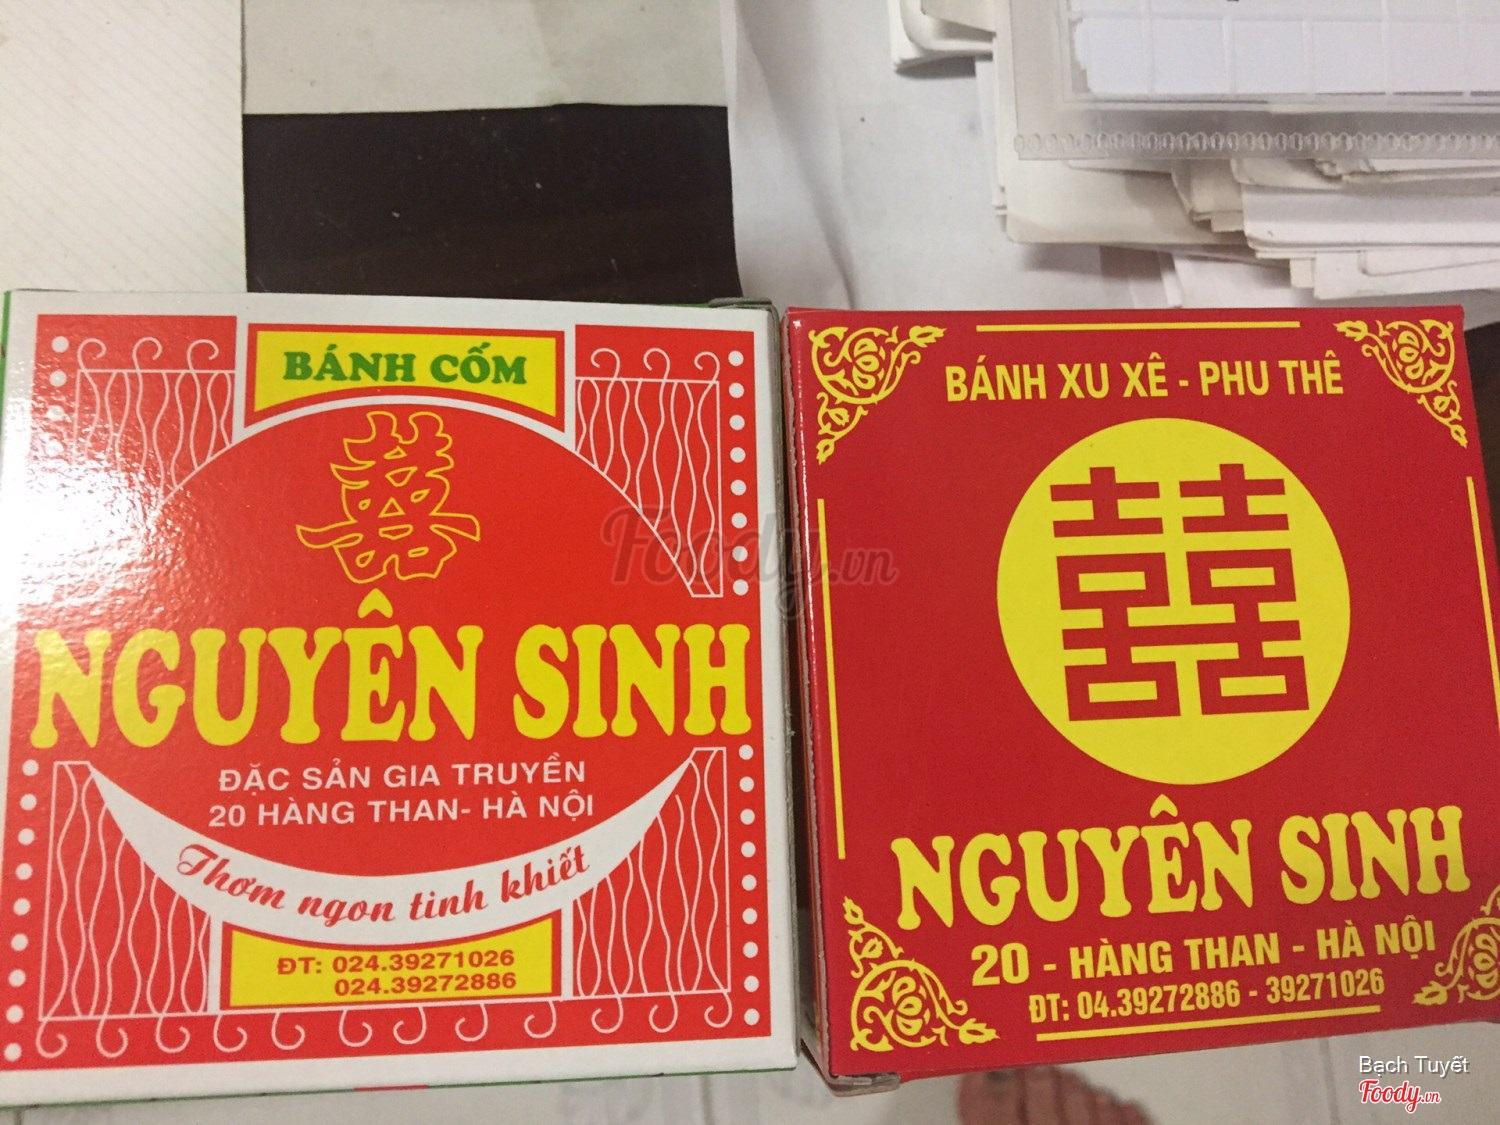 BÁNH CỐM
囍
NGUYÊN SINH
ĐẶC SẢN GIA TRUYỀN
20 HÀNG THAN- HÀ NỘI
Thơm ngon tinh khiết
ĐT: 024.39271026
024.39272886
BÁNH XU XÊ - PHU THÊ
囍
NGUYÊN SINH
20 - HÀNG THAN - HÀ NỘI
ĐT: 04.39272886 - 39271026
Foody.vn
Bạch Tuyết
Foody.vn